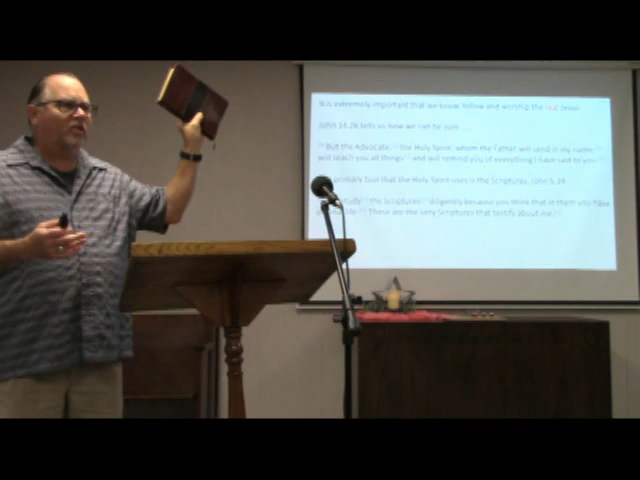 It is extremely important that we know, follow and worship the real Jesus.
John 14:26 tells us how we can be sure ....
But the Advocate, the Holy Spirit, whom the Father will send in my name,
will teach you all things and will remind you of everything I have said to you.
primary tool that the Holy Spirit uses is the Scriptures. John 5:39
study the Scriptures diligently because you think that in them you have
These are the very Scriptures that testify about me,